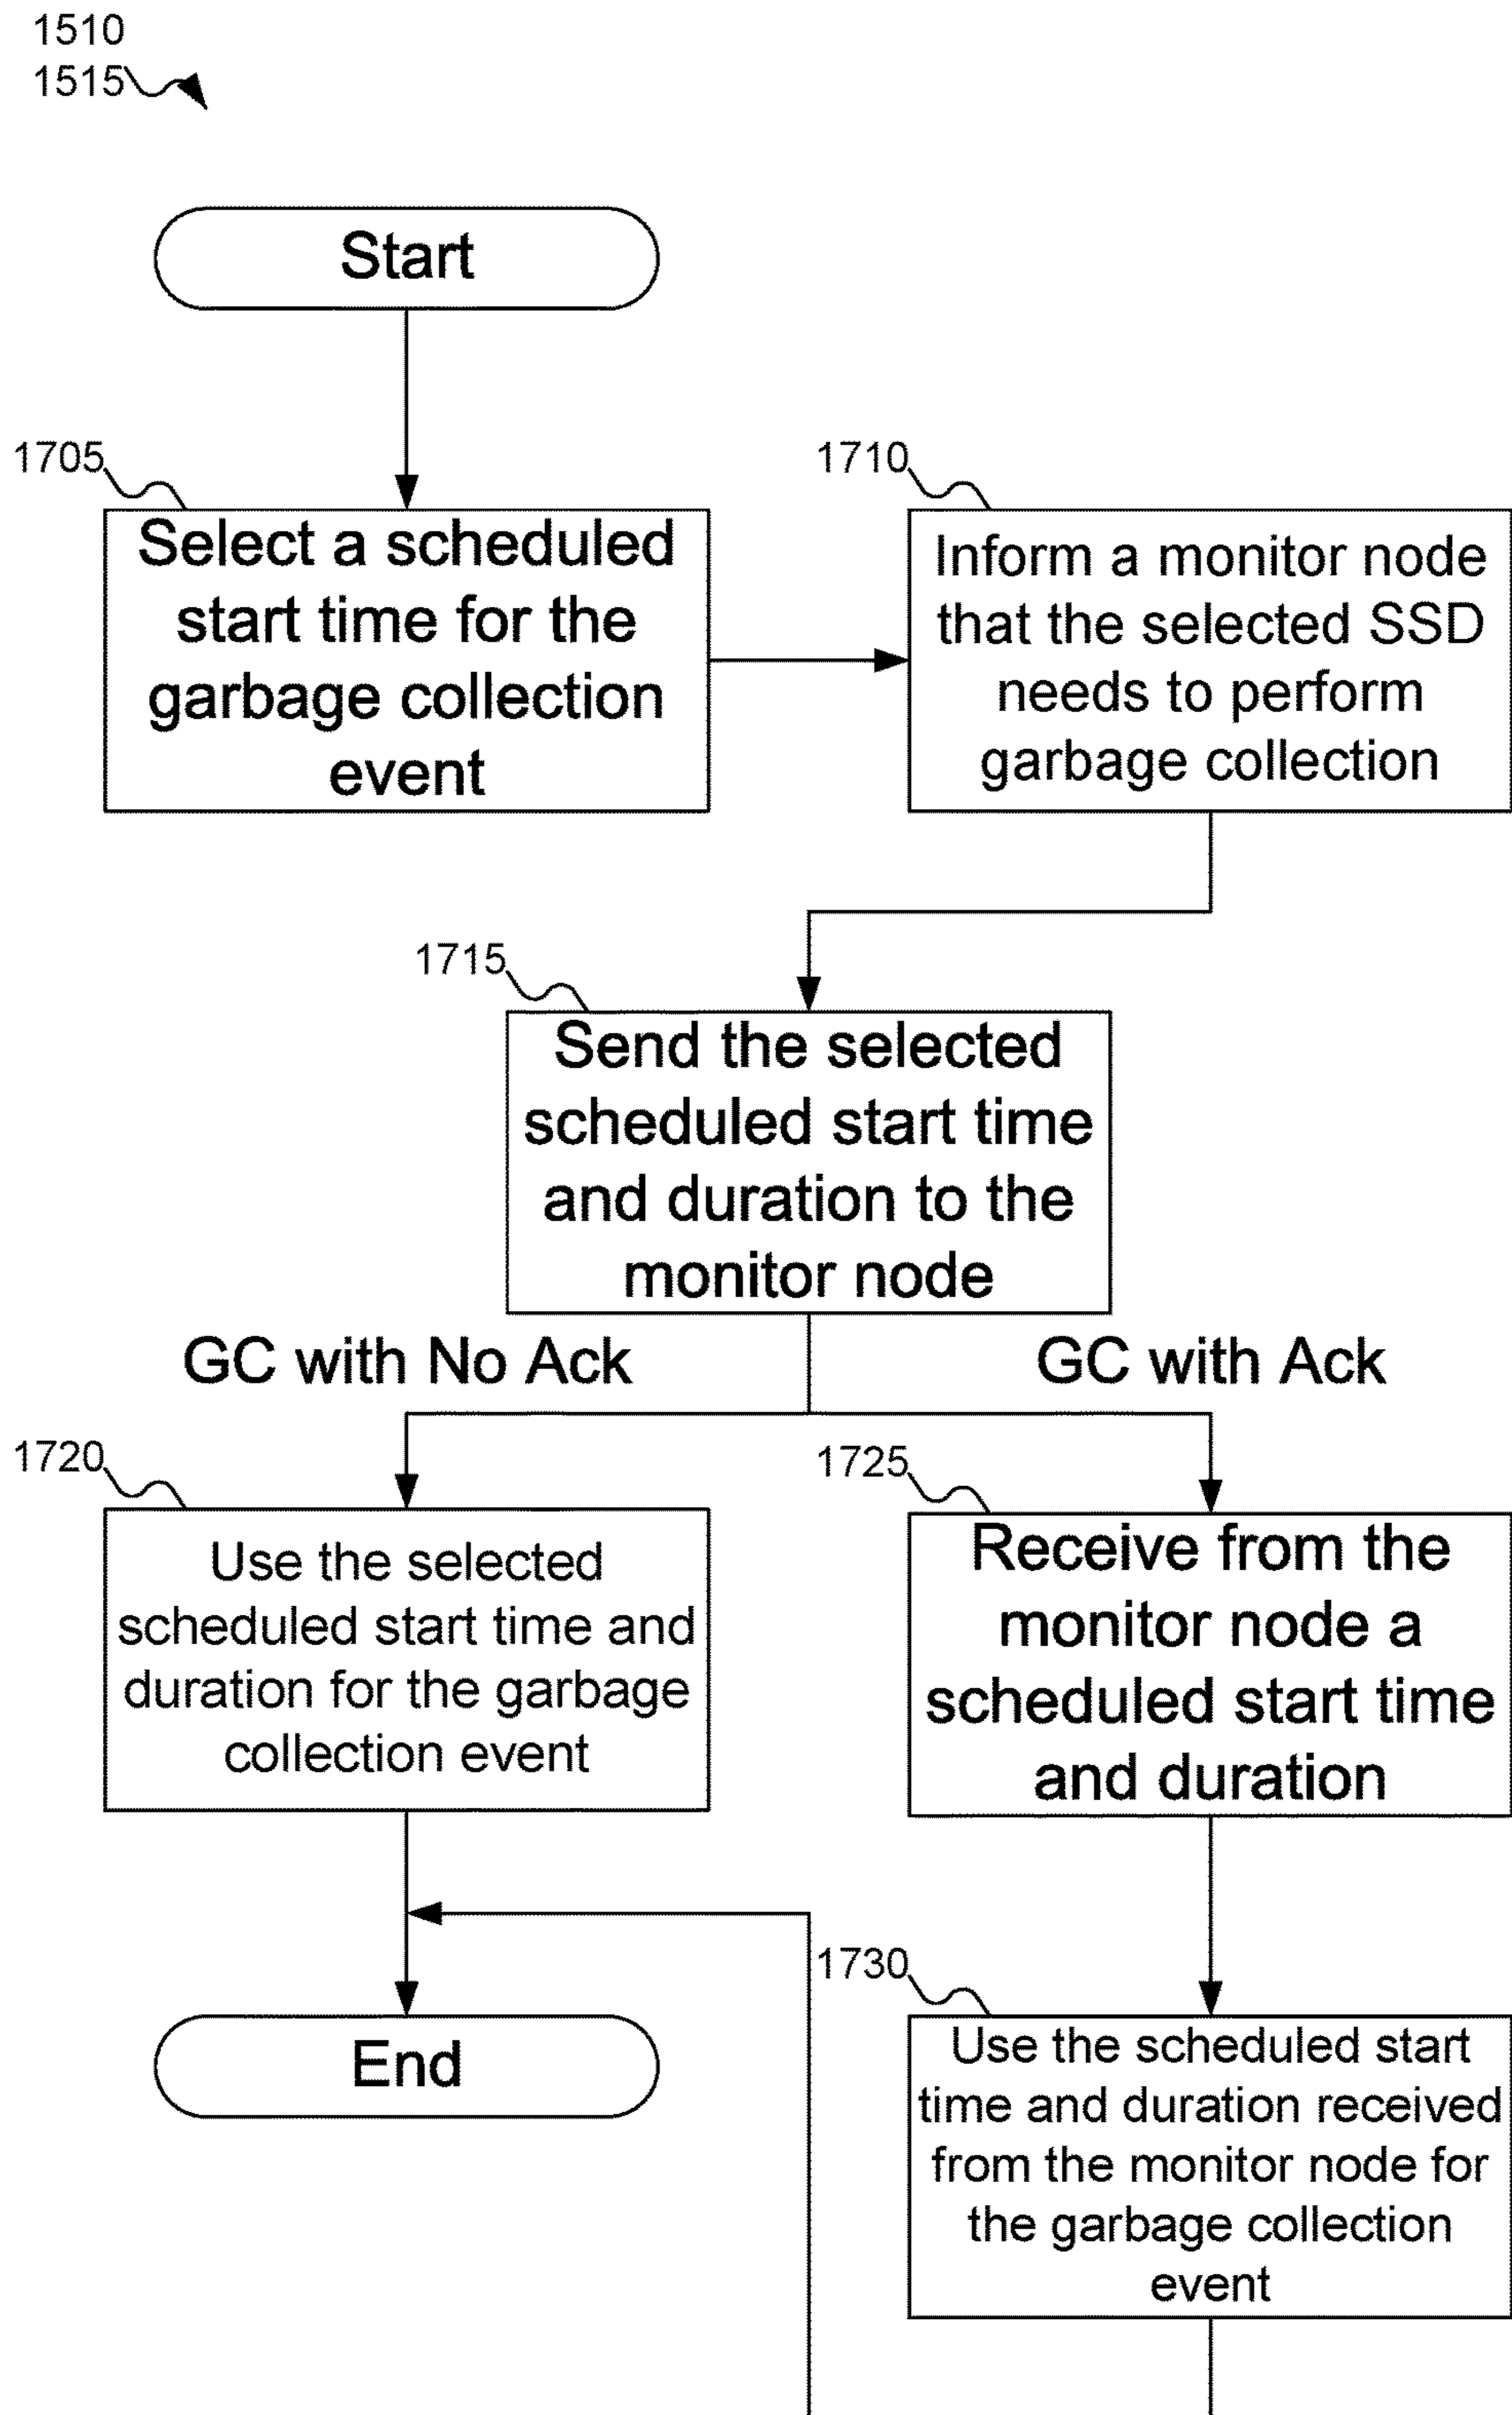 1510
1515
Start
1705
Select a scheduled
start time for the
garbage collection
event
1710
Inform a monitor node
that the selected SSD
needs to perform
garbage collection
1715
Send the selected
scheduled start time
and duration to the
monitor node
GC with No Ack
GC with Ack
1720
Use the selected
scheduled start time and
duration for the garbage
collection event
1725
Receive from the
monitor node a
scheduled start time
and duration
1730
Use the scheduled start
time and duration received
from the monitor node for
the garbage collection
event
End